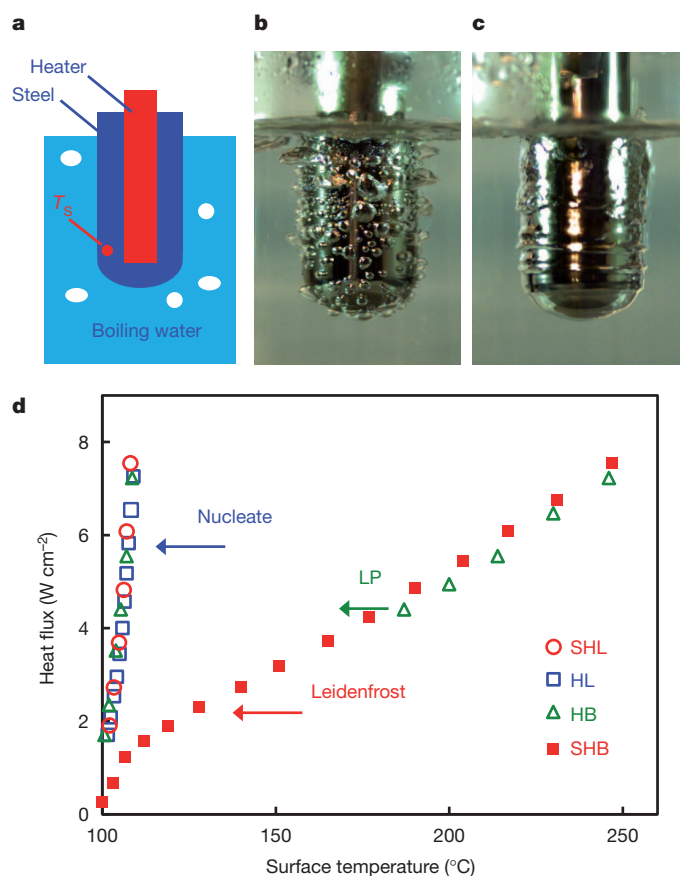 a
b
c
Heater
Steel
T_S
Boiling water
d
Heat flux (W cm⁻²)
8
6
4
2
0
Nucleate
LP
Leidenfrost
SHL
HL
HB
SHB
100
150
200
250
Surface temperature (°C)